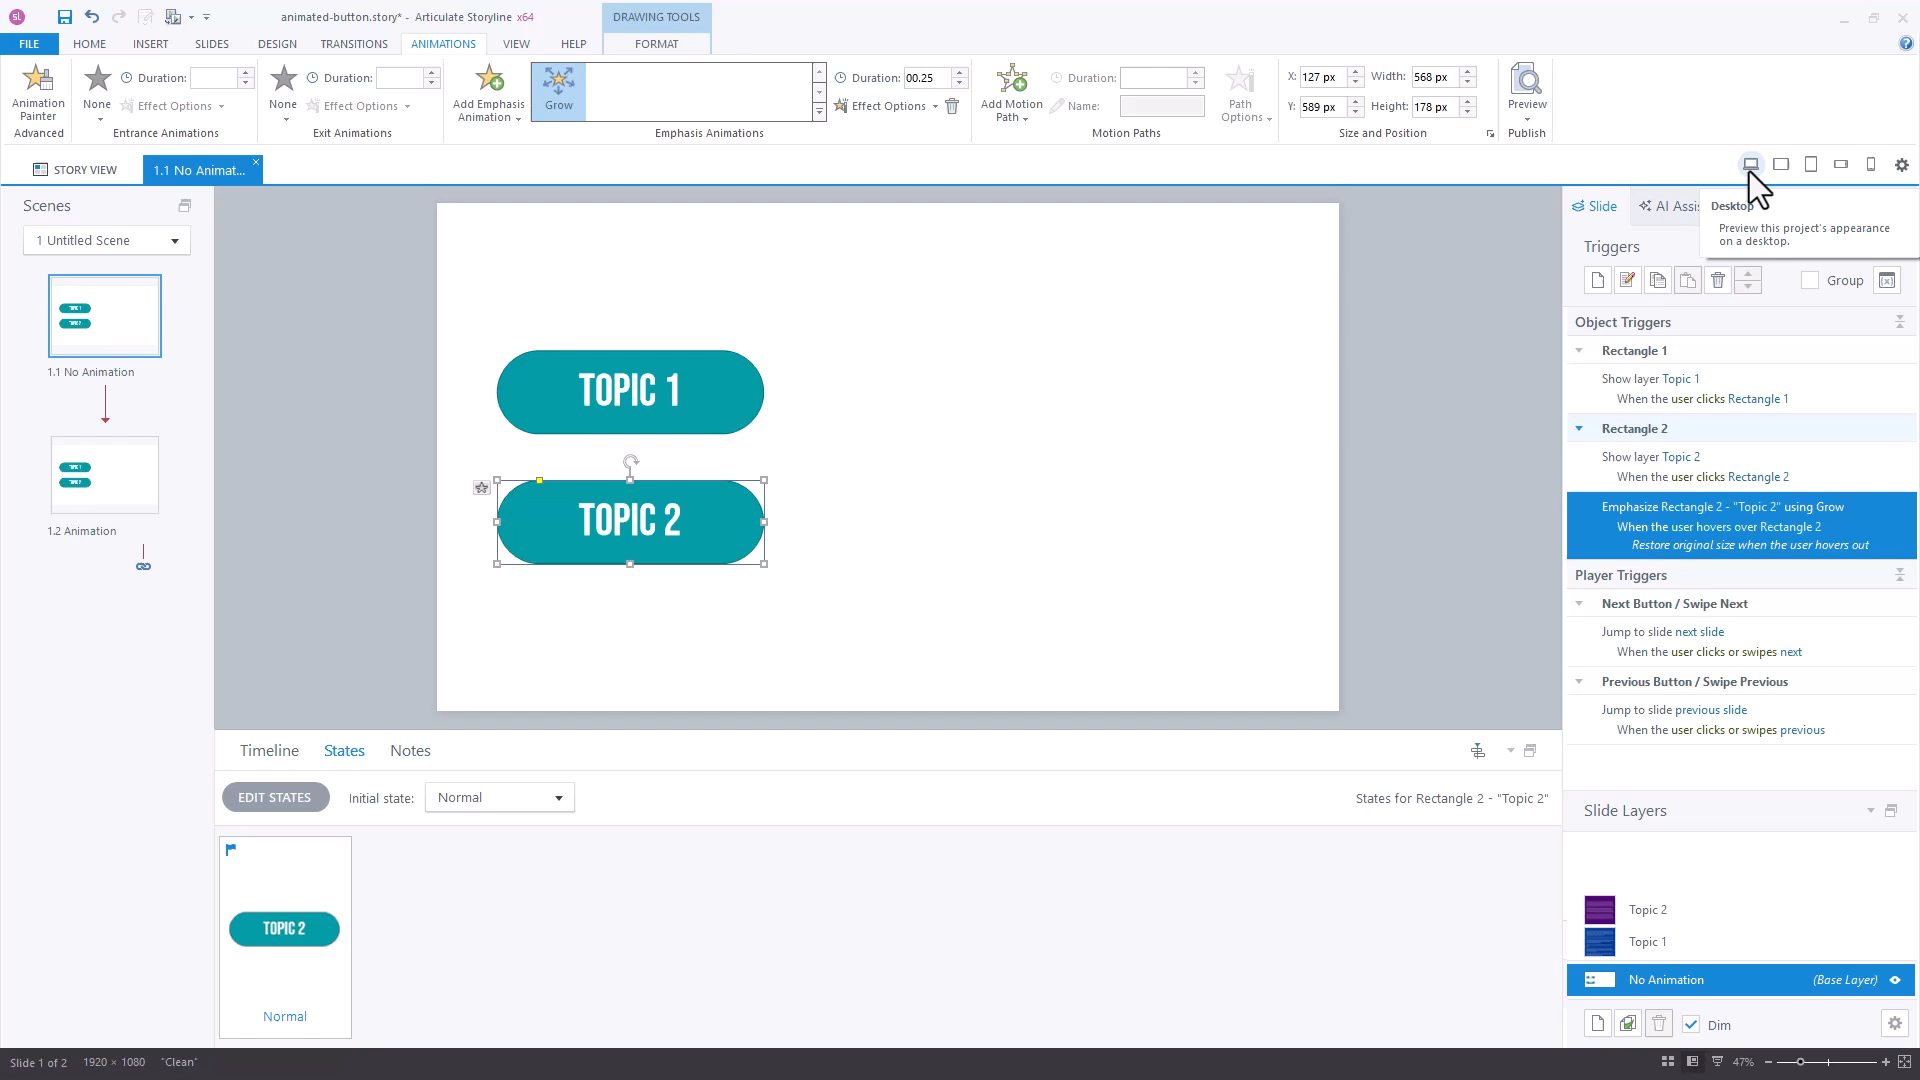 sl
animated-button.story* - Articulate Storyline x64
DRAWING TOOLS
FILE HOME INSERT SLIDES DESIGN TRANSITIONS ANIMATIONS VIEW HELP FORMAT
Animation Painter
Advanced
None
Duration:
Effect Options
Entrance Animations
None
Duration:
Effect Options
Exit Animations
Add Emphasis Animation
Grow
Duration: 00.25
Effect Options
Emphasis Animations
Add Motion Path
Duration:
Name:
Path Options
Motion Paths
X: 127 px Width: 568 px
Y: 589 px Height: 178 px
Size and Position
Preview
Publish
STORY VIEW
1.1 No Animat...
Scenes
1 Untitled Scene
TOPIC 1
TOPIC 2
1.1 No Animation
TOPIC 1
TOPIC 2
1.2 Animation
TOPIC 1
TOPIC 2
Slide
AI Assis
Desktop
Preview this project's appearance
on a desktop.
Triggers
Group
Object Triggers
Rectangle 1
Show layer Topic 1
When the user clicks Rectangle 1
Rectangle 2
Show layer Topic 2
When the user clicks Rectangle 2
Emphasize Rectangle 2 - "Topic 2" using Grow
When the user hovers over Rectangle 2
Restore original size when the user hovers out
Player Triggers
Next Button / Swipe Next
Jump to slide next slide
When the user clicks or swipes next
Previous Button / Swipe Previous
Jump to slide previous slide
When the user clicks or swipes previous
Timeline States Notes
EDIT STATES
Initial state: Normal
States for Rectangle 2 - "Topic 2"
TOPIC 2
Normal
Slide Layers
Topic 2
Topic 1
No Animation (Base Layer)
Dim
Slide 1 of 2 1920 × 1080 "Clean"
47%